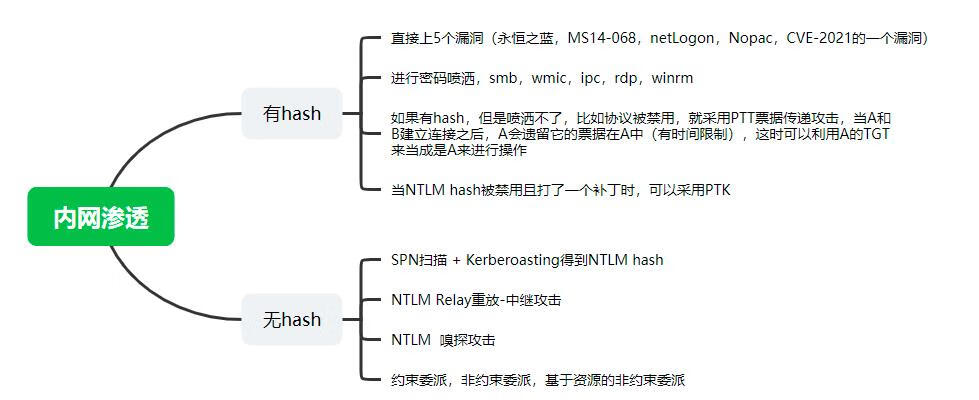 内网渗透
有hash
直接上5个漏洞（永恒之蓝，MS14-068，netLogon，Nopac，CVE-2021的一个漏洞）
进行密码喷洒，smb，wmic，ipc，rdp，winrm
如果有hash，但是喷洒不了，比如协议被禁用，就采用PTT票据传递攻击，当A和
B建立连接之后，A会遗留它的票据在A中（有时间限制），这时可以利用A的TGT
来当成是A来进行操作
当NTLM hash被禁用且打了一个补丁时，可以采用PTK
无hash
SPN扫描 + Kerberoasting得到NTLM hash
NTLM Relay重放-中继攻击
NTLM 嗅探攻击
约束委派，非约束委派，基于资源的非约束委派